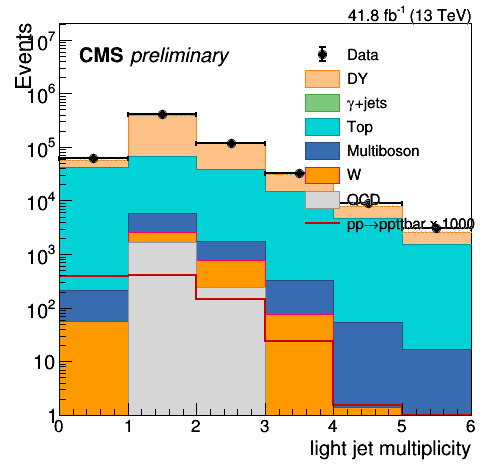 41.8 fb⁻¹ (13 TeV)
Events
CMS preliminary
Data
DY
γ+jets
Top
Multiboson
W
QCD
pp→ppttbar x 1000
10⁷
10⁶
10⁵
10⁴
10³
10²
10
1
0 1 2 3 4 5 6
light jet multiplicity